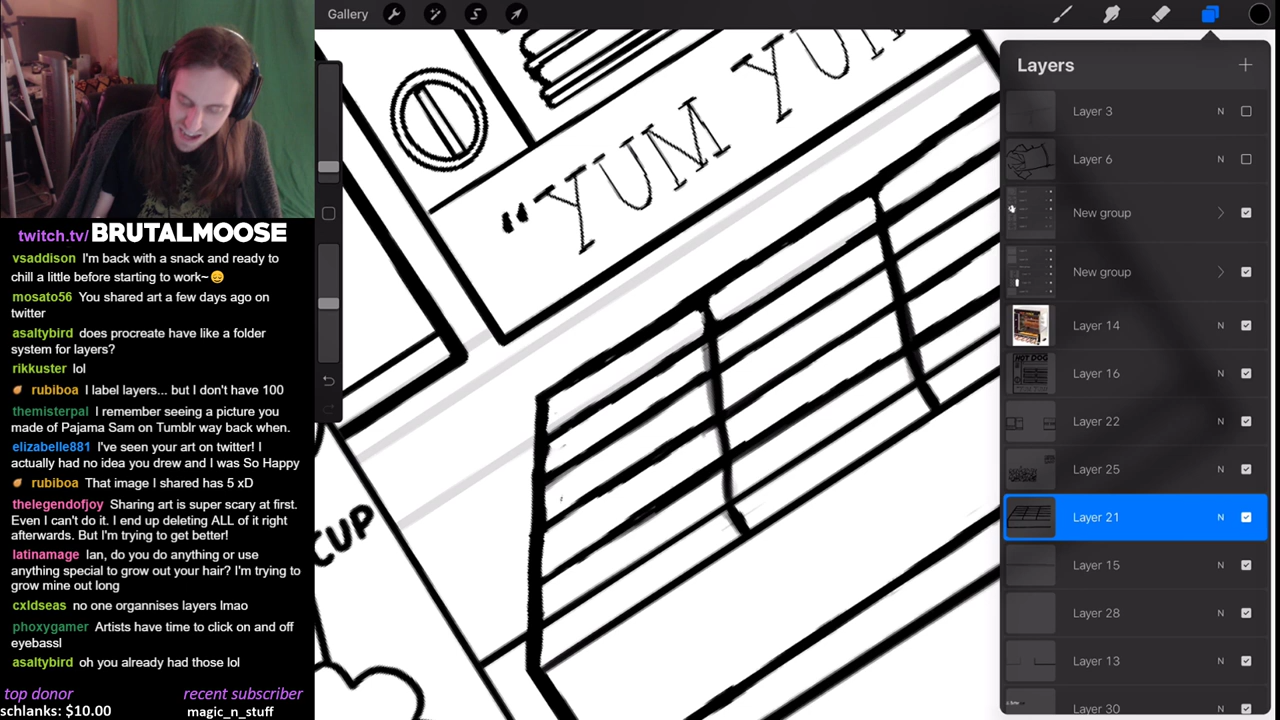 Gallery
twitch.tv/BRUTALMOOSE
vsaddison I'm back with a snack and ready to
chill a little before starting to work~
mosato56 You shared art a few days ago on
twitter
asaltybird does procreate have like a folder
system for layers?
rikkuster lol
rubiboa I label layers... but I don't have 100
themisterpal I remember seeing a picture you
made of Pajama Sam on Tumblr way back when.
elizabelle881 I've seen your art on twitter! I
actually had no idea you drew and I was So Happy
rubiboa That image I shared has 5 xD
thelegendofjoy Sharing art is super scary at first.
Even I can't do it. I end up deleting ALL of it right
afterwards. But I'm trying to get better!
latinamage Ian, do you do anything or use
anything special to grow out your hair? I'm trying to
grow mine out long
cxldseas no one organnises layers lmao
phoxygamer Artists have time to click on and off
eyebassl
asaltybird oh you already had those lol
top donor
schlanks: $10.00
recent subscriber
magic_n_stuff
"YUM YUM
CUP
Layers
Layer 3 N
Layer 6 N
New group
New group
Layer 14 N
HOT DOG
Layer 16 N
Layer 22 N
Layer 25 N
Layer 21 N
Layer 15 N
Layer 28 N
Layer 13 N
Layer 30 N